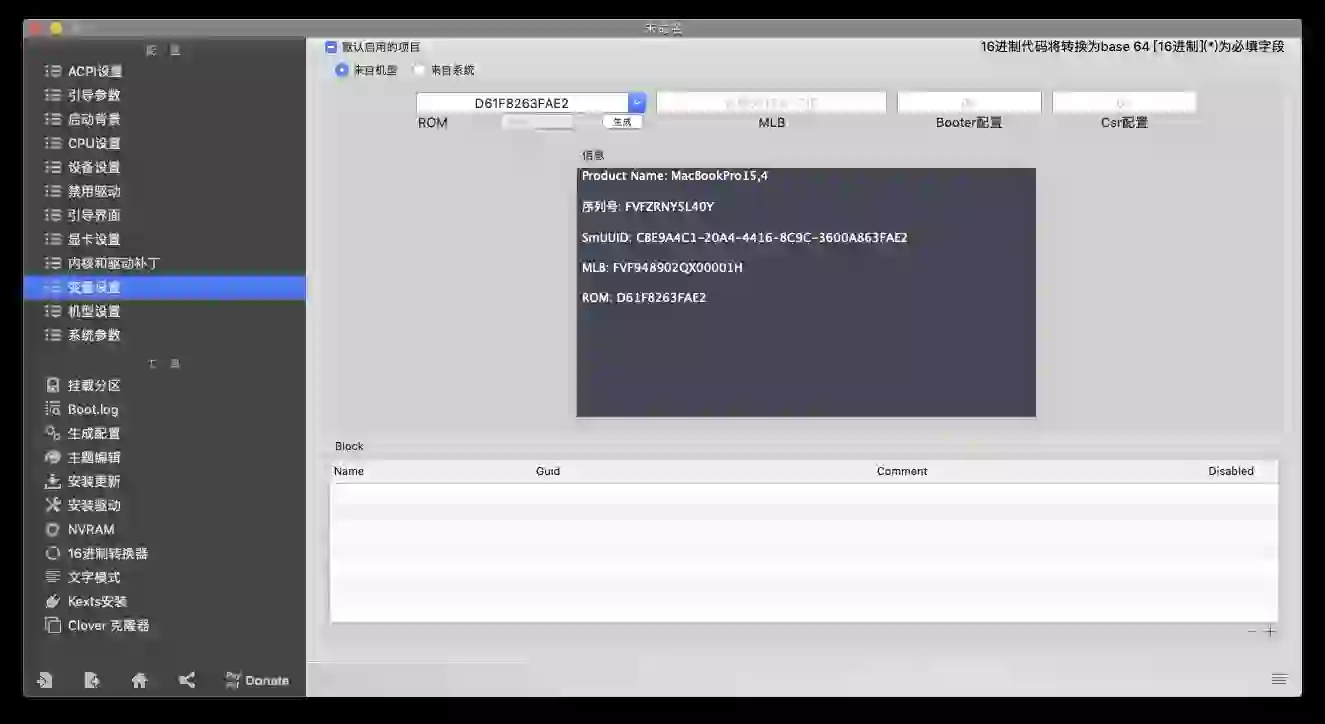 未命名
配 置
ACPI设置
引导参数
启动背景
CPU设置
设备设置
禁用驱动
引导界面
显卡设置
内核和驱动补丁
变量设置
机型设置
系统参数
工 具
挂载分区
Boot.log
生成配置
主题编辑
安装更新
安装驱动
NVRAM
16进制转换器
文字模式
Kexts安装
Clover 克隆器
Donate
默认启用的项目
16进制代码将转换为base 64 [16进制](*)为必填字段
来自机型 来自系统
D61F8263FAE2
ROM 生成 MLB Booter配置 Csr配置
信息
Product Name: MacBookPro15,4
序列号: FVFZRNYSL40Y
SmUUID: CBE9A4C1-20A4-4416-8C9C-3600A863FAE2
MLB: FVF948902QX00001H
ROM: D61F8263FAE2
Block
Name Guid Comment Disabled